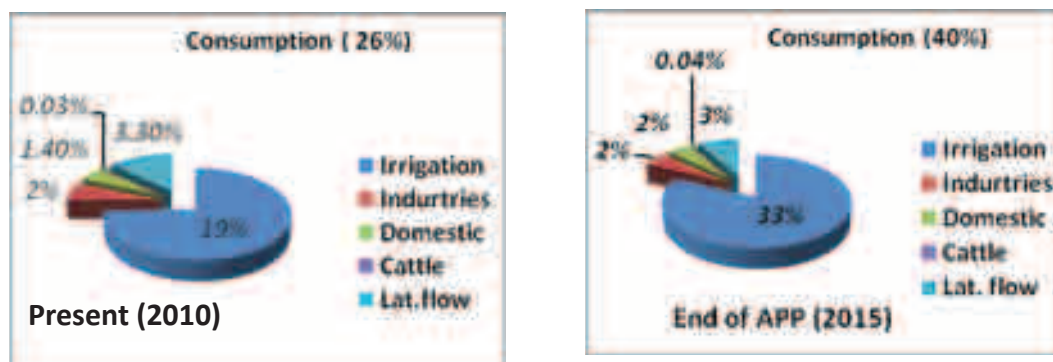 Consumption ( 26%)
0.03%
1.40%
3.30%
2%
19%
Irrigation
Indurtries
Domestic
Cattle
Lat.flow
Present (2010)
Consumption (40%)
0.04%
2%
3%
2%
33%
Irrigation
Indurtries
Domestic
Cattle
Lat. flow
End of APP (2015)